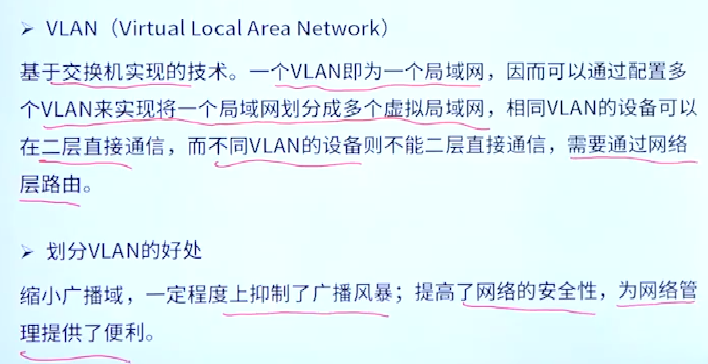 ➢ VLAN（Virtual Local Area Network）
基于交换机实现的技术。一个VLAN即为一个局域网，因而可以通过配置多
个VLAN来实现将一个局域网划分成多个虚拟局域网，相同VLAN的设备可以
在二层直接通信，而不同VLAN的设备则不能二层直接通信，需要通过网络
层路由。
➢ 划分VLAN的好处
缩小广播域，一定程度上抑制了广播风暴；提高了网络的安全性，为网络管
理提供了便利。